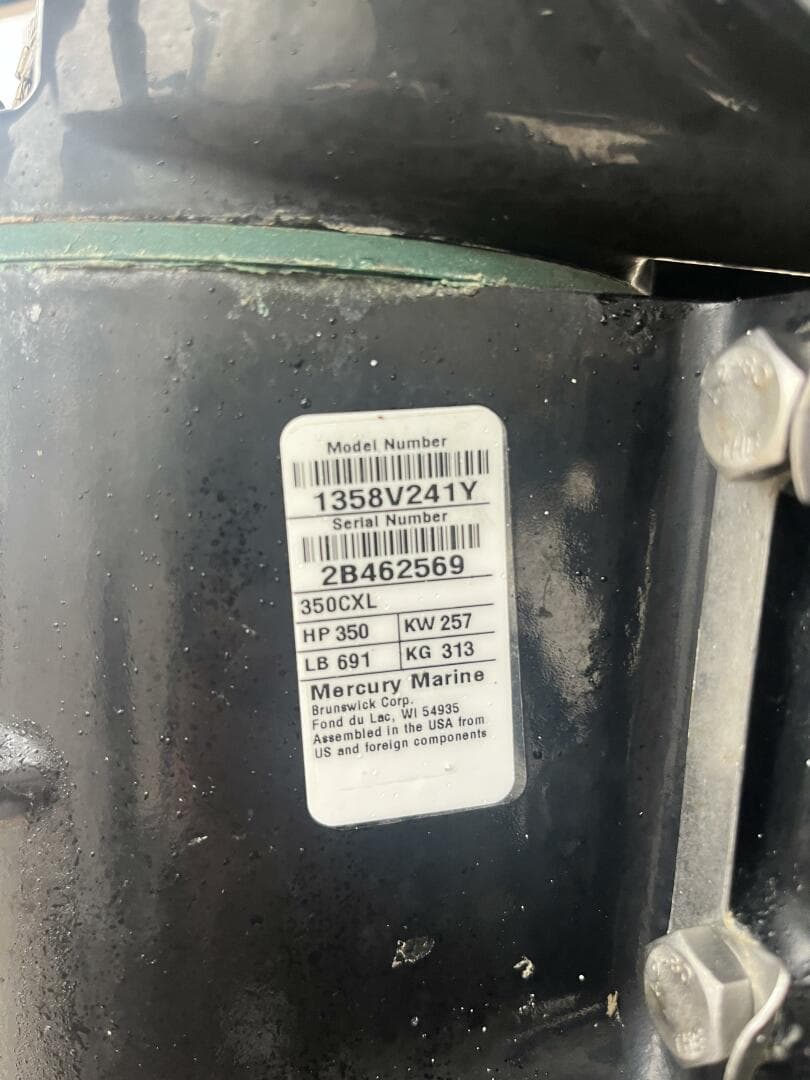 Model Number
1358V241Y
Serial Number
2B462569
350CXL
HP 350 KW 257
LB 691 KG 313
Mercury Marine
Brunswick Corp.
Fond du Lac, WI 54935
Assembled in the USA from
US and foreign components